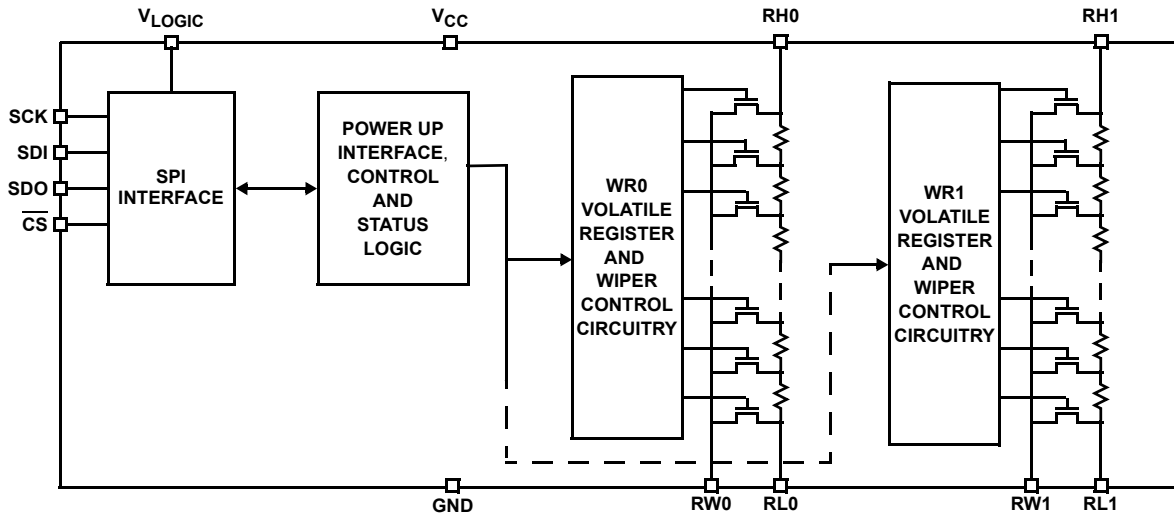 VLOGIC
VCC
RH0
RH1
SCK
SDI
SDO
CS
SPI
INTERFACE
POWER UP
INTERFACE,
CONTROL
AND
STATUS
LOGIC
WR0
VOLATILE
REGISTER
AND
WIPER
CONTROL
CIRCUITRY
WR1
VOLATILE
REGISTER
AND
WIPER
CONTROL
CIRCUITRY
GND
RW0
RL0
RW1
RL1